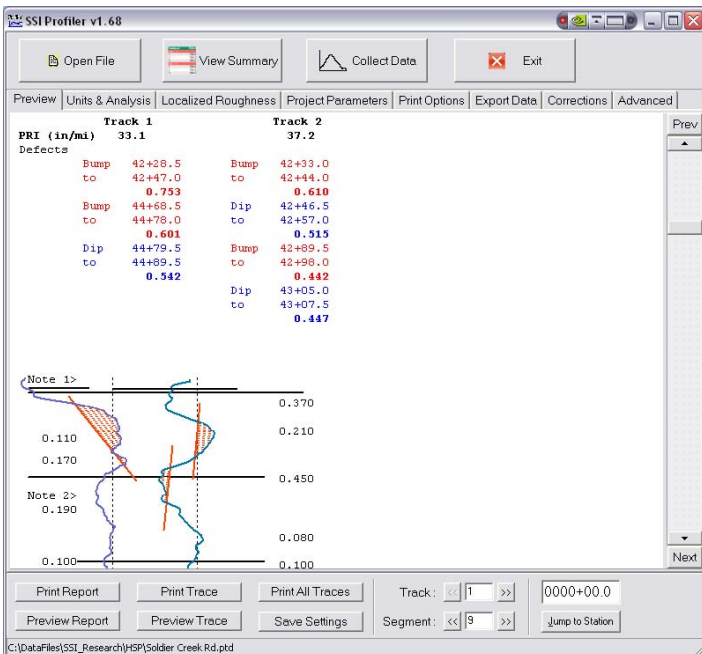 SSI Profiler v1.68
Open File View Summary Collect Data Exit
Preview Units & Analysis Localized Roughness Project Parameters Print Options Export Data Corrections Advanced
Track 1 Track 2
PRI (in/mi) 33.1 37.2
Defects
Bump 42+28.5 Bump 42+33.0
to 42+47.0 to 42+44.0
0.753 0.610
Bump 44+68.5 Dip 42+46.5
to 44+78.0 to 42+57.0
0.601 0.515
Dip 44+79.5 Bump 42+89.5
to 44+89.5 to 42+98.0
0.542 0.442
Dip 43+05.0
to 43+07.5
0.447
Prev
Note 1>
0.370
0.110 0.210
0.170
0.450
Note 2>
0.190
0.080
0.100 0.100
Next
Print Report Print Trace Print All Traces Track: << 1 >> 0000+00.0
Preview Report Preview Trace Save Settings Segment: << 9 >> Jump to Station
C:\DataFiles\SSI_Research\HSP\Soldier Creek Rd.ptd